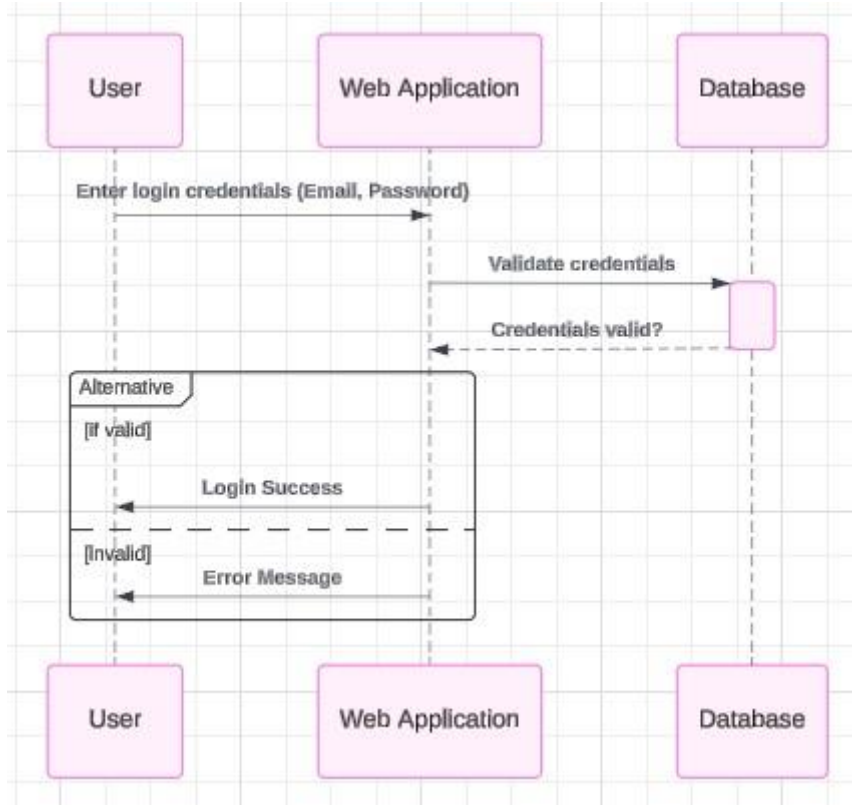 User
Web Application
Database
Enter login credentials (Email, Password)
Validate credentials
Credentials valid?
Alternative
[if valid]
Login Success
[Invalid]
Error Message
User
Web Application
Database